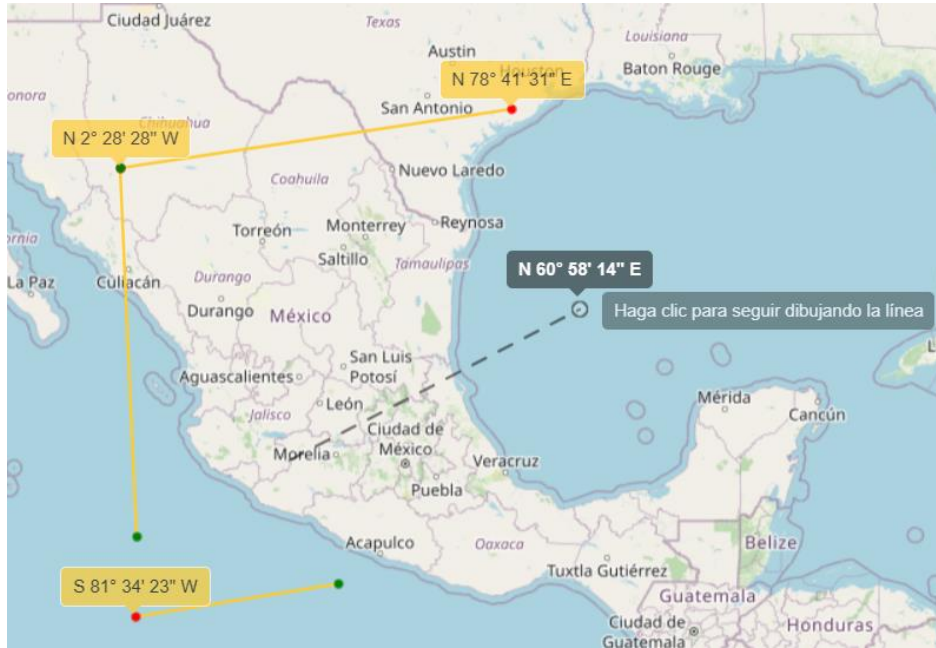 Ciudad Juárez
Texas
Louisiana
Austin
Houston
Baton Rouge
N 78° 41' 31" E
San Antonio
onora
Chihuahua
N 2° 28' 28" W
Nuevo Laredo
Coahuila
Reynosa
Torreón
Monterrey
Saltillo
Tamaulipas
ornia
La Paz
Culiacán
Durango
Durango
México
N 60° 58' 14" E
Haga clic para seguir dibujando la línea
San Luis
Potosí
Aguascalientes
León
Jalisco
Ciudad de
México
Morelia
Veracruz
Puebla
Mérida
Cancún
L
Acapulco
Oaxaca
Tuxtla Gutiérrez
Belize
S 81° 34' 23" W
Guatemala
Ciudad de
Guatemala
Honduras